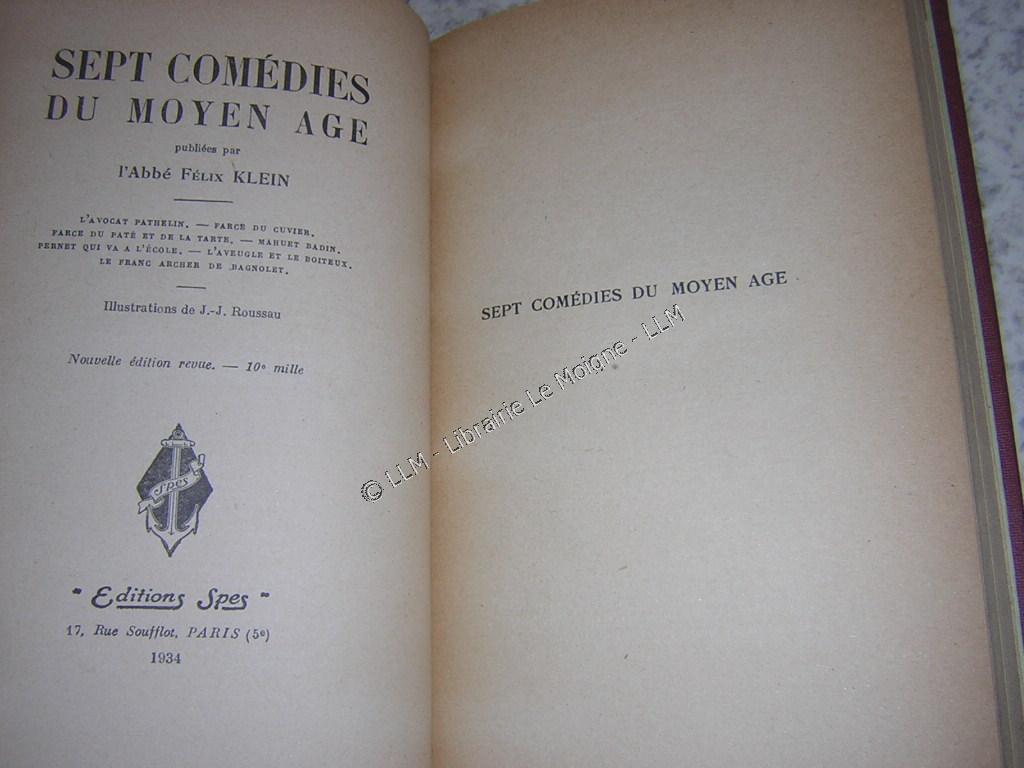 SEPT COMÉDIES
DU MOYEN AGE
publiées par
l'Abbé FÉLIX KLEIN
L'AVOCAT PATHELIN. — FARCE DU CUVIER.
FARCE DU PATÉ ET DE LA TARTE. — MAHUET BADIN.
PERNET QUI VA A L'ÉCOLE. — L'AVEUGLE ET LE BOITEUX.
LE FRANC ARCHER DE BAGNOLET.
Illustrations de J.-J. Roussau
Nouvelle édition revue. — 10e mille
Spes
" Editions Spes "
17, Rue Soufflot, PARIS (5e)
1934
SEPT COMÉDIES DU MOYEN AGE
© LLM - Librairie Le Moigne - LLM